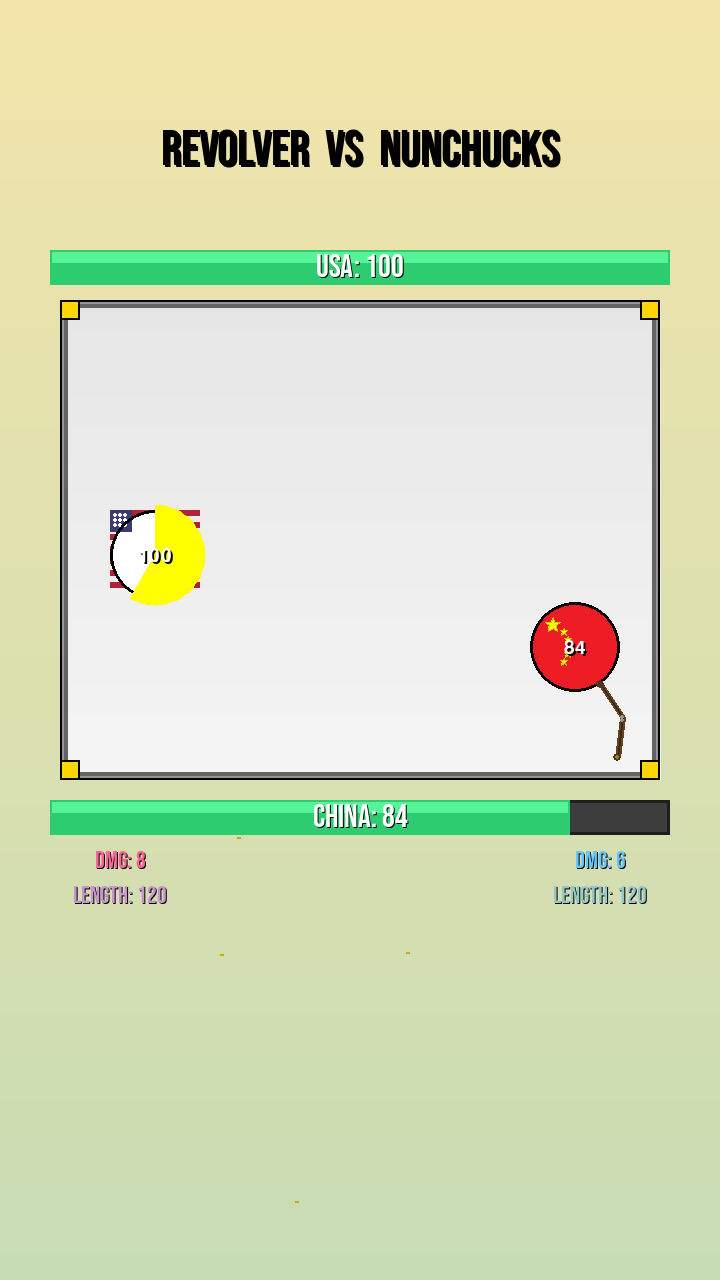 REVOLVER VS NUNCHUCKS
USA: 100
100
84
CHINA: 84
DMG: 8
DMG: 6
LENGTH: 120
LENGTH: 120